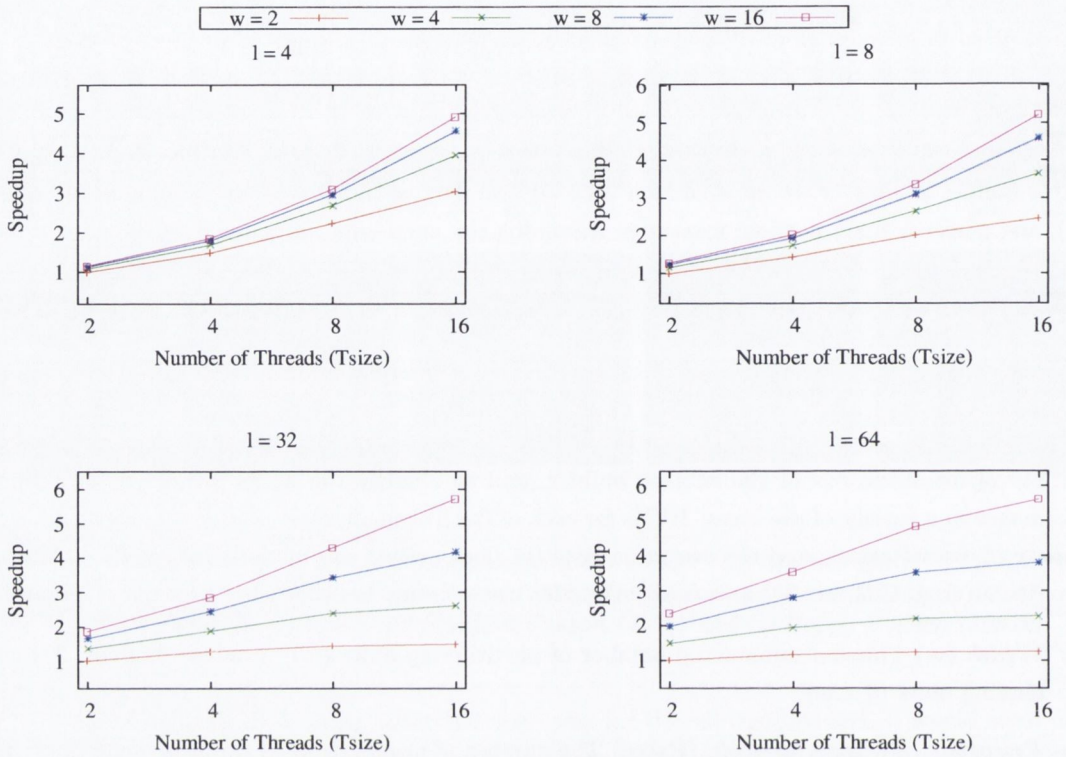 w = 2 w = 4 w = 8 w = 16
l = 4
5
4
3
2
1
Speedup
2 4 8 16
Number of Threads (Tsize)
l = 8
6
5
4
3
2
1
Speedup
2 4 8 16
Number of Threads (Tsize)
l = 32
6
5
4
3
2
1
Speedup
2 4 8 16
Number of Threads (Tsize)
l = 64
6
5
4
3
2
1
Speedup
2 4 8 16
Number of Threads (Tsize)